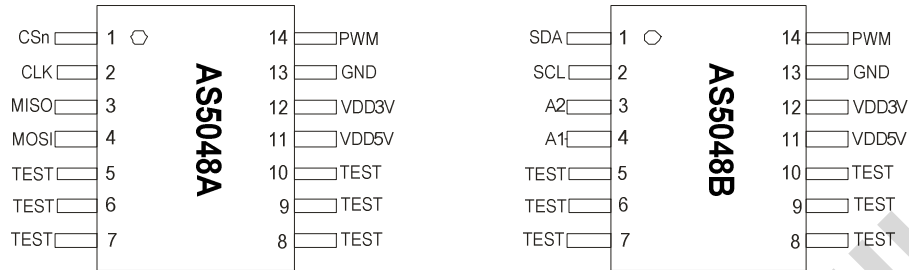 CSn 1 14 PWM
CLK 2 13 GND
MISO 3 12 VDD3V
MOSI 4 11 VDD5V
TEST 5 10 TEST
TEST 6 9 TEST
TEST 7 8 TEST
AS5048A
SDA 1 14 PWM
SCL 2 13 GND
A2 3 12 VDD3V
A1 4 11 VDD5V
TEST 5 10 TEST
TEST 6 9 TEST
TEST 7 8 TEST
AS5048B